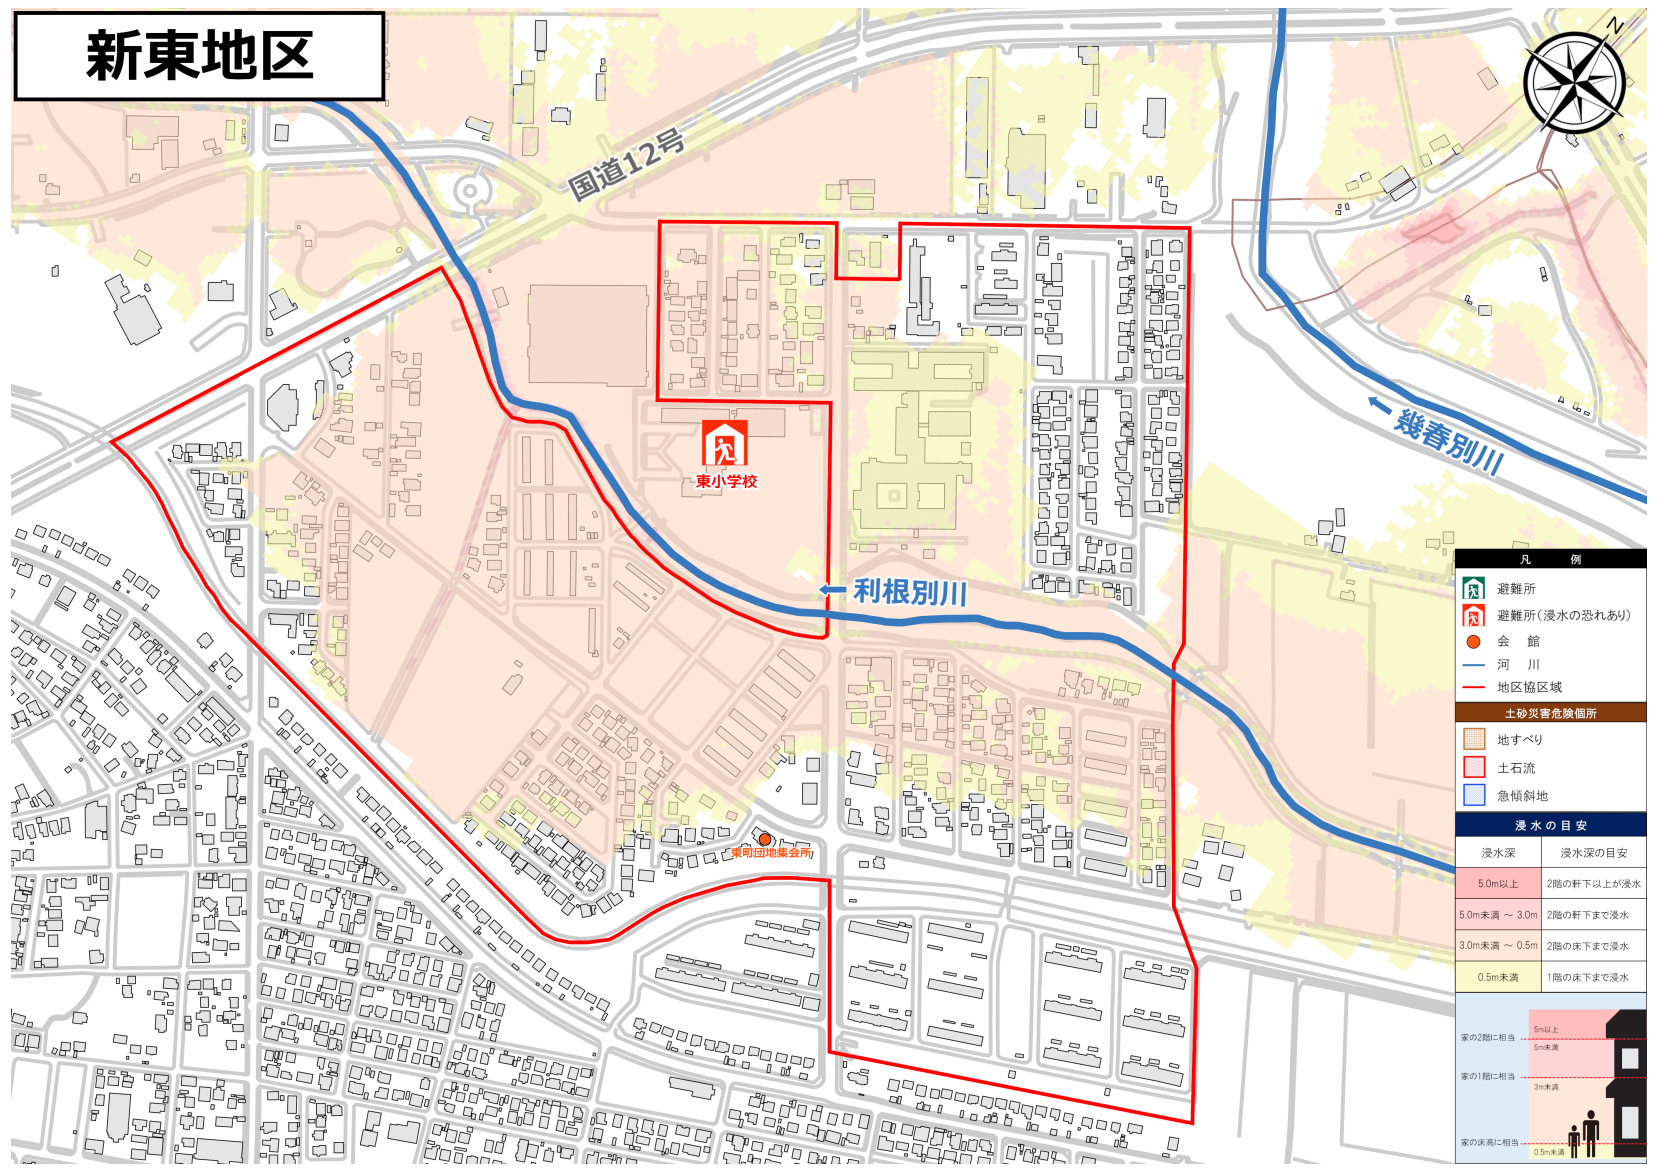 新東地区
N
国道12号
東小学校
幾春別川
利根別川
東町団地集会所
凡 例
避難所
避難所(浸水の恐れあり)
会 館
河 川
地区協区域
土砂災害危険個所
地すべり
土石流
急傾斜地
浸水の目安
浸水深 浸水深の目安
5.0m以上 2階の軒下以上が浸水
5.0m未満 ~ 3.0m 2階の軒下まで浸水
3.0m未満 ~ 0.5m 2階の床下まで浸水
0.5m未満 1階の床下まで浸水
5m以上
家の2階に相当
5m未満
家の1階に相当
3m未満
家の床高に相当
0.5m未満